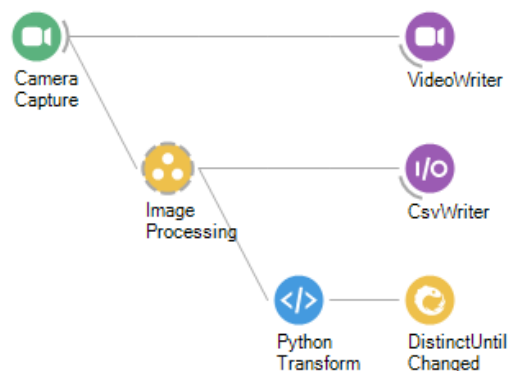 Camera
Capture
VideoWriter
Image
Processing
I/O
CsvWriter
</>
Python
Transform
DistinctUntil
Changed